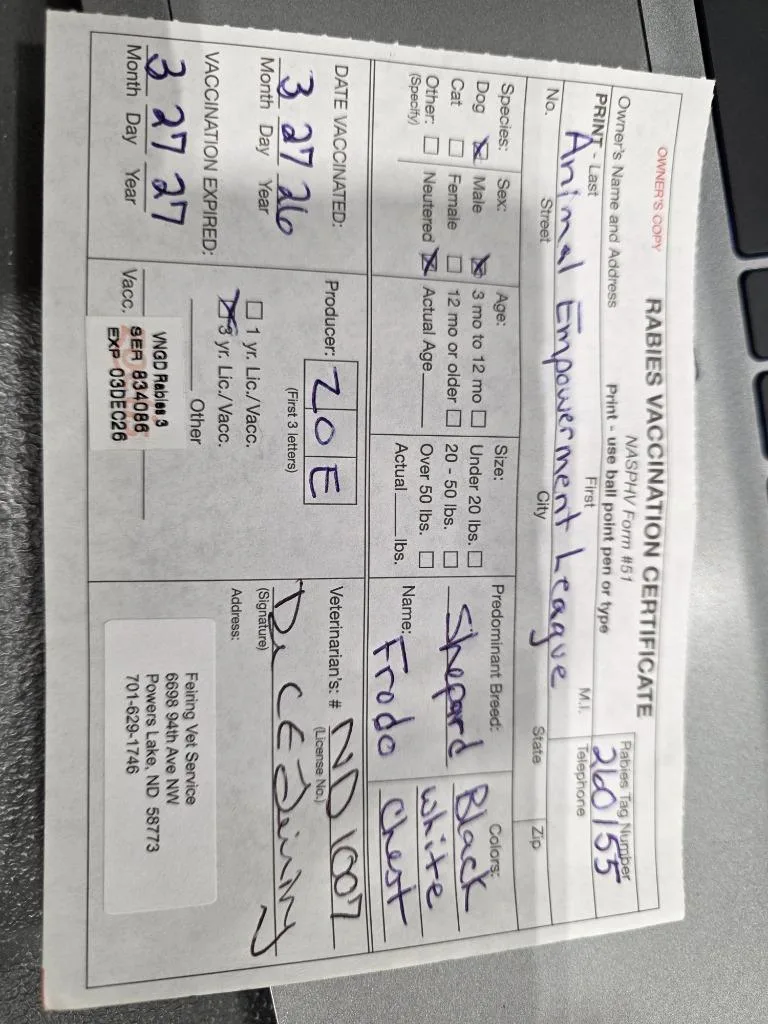 OWNER'S COPY
RABIES VACCINATION CERTIFICATE
NASPHV Form #51
Rabies Tag Number
260155
Owner's Name and Address Print - use ball point pen or type
PRINT - Last First M.I. Telephone
Animal Empowerment League
No. Street City State Zip
Species: Sex: Age: Size: Predominant Breed: Colors:
Dog ☒ Male ☒ 3 mo to 12 mo ☐ Under 20 lbs. ☐ Shepard Black
Cat ☐ Female ☐ 12 mo or older ☐ 20 - 50 lbs. ☐ White
Other: ☐ Neutered ☒ Actual Age Over 50 lbs. ☐ Name: Frodo Chest
(Specify) Actual lbs.
DATE VACCINATED:
3 27 26
Month Day Year
VACCINATION EXPIRED:
3 27 27
Month Day Year
Producer: ZOE
(First 3 letters)
☐ 1 yr. Lic./Vacc.
☒ 3 yr. Lic./Vacc.
Other
Vacc.
VNGD Rabies 3
SER 834086
EXP 03DEC26
Veterinarian's: # ND 1007
(License No.)
Dr CE Feiring
(Signature)
Address:
Feiring Vet Service
6698 94th Ave NW
Powers Lake, ND 58773
701-629-1746